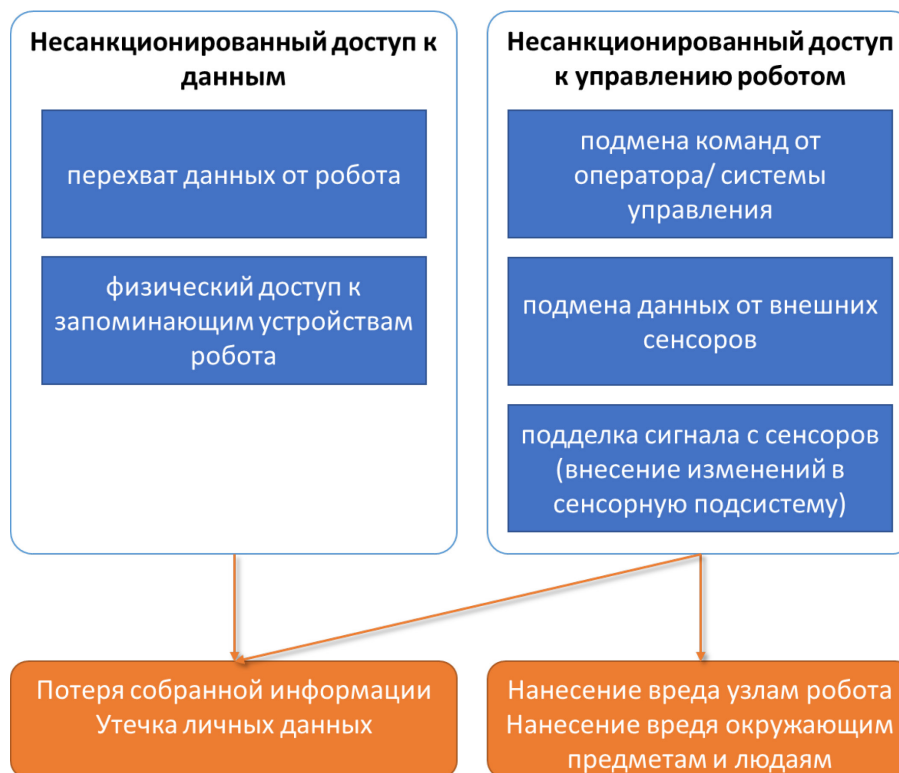 Несанкционированный доступ к
данным
перехват данных от робота
физический доступ к
запоминающим устройствам
робота
Несанкционированный доступ
к управлению роботом
подмена команд от
оператора/ системы
управления
подмена данных от внешних
сенсоров
подделка сигнала с сенсоров
(внесение изменений в
сенсорную подсистему)
Потеря собранной информации
Утечка личных данных
Нанесение вреда узлам робота
Нанесение вредя окружающим
предметам и людаям